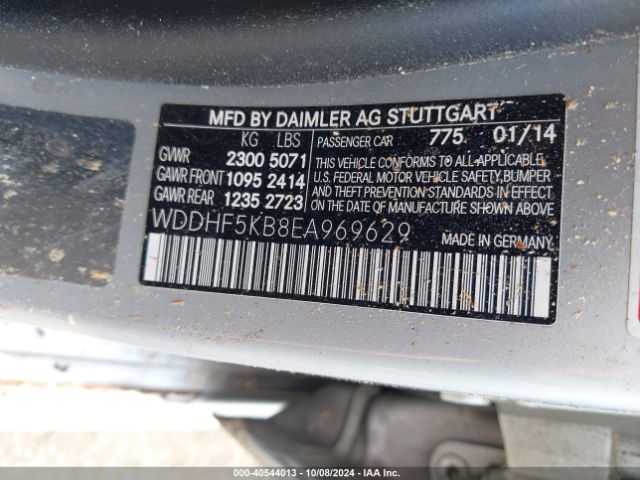 MFD BY DAIMLER AG STUTTGART
KG LBS PASSENGER CAR 775 01/14
GVWR 2300 5071
GAWR FRONT 1095 2414
GAWR REAR 1235 2723
THIS VEHICLE CONFORMS TO ALL APPLICABLE
U.S. FEDERAL MOTOR VEHICLE SAFETY, BUMPER
AND THEFT PREVENTION STANDARDS IN EFFECT
ON THE DATE OF MANUFACTURE SHOWN ABOVE.
WDDHF5KB8EA969629 MADE IN GERMANY
000-40544013 - 10/08/2024 - IAA Inc.